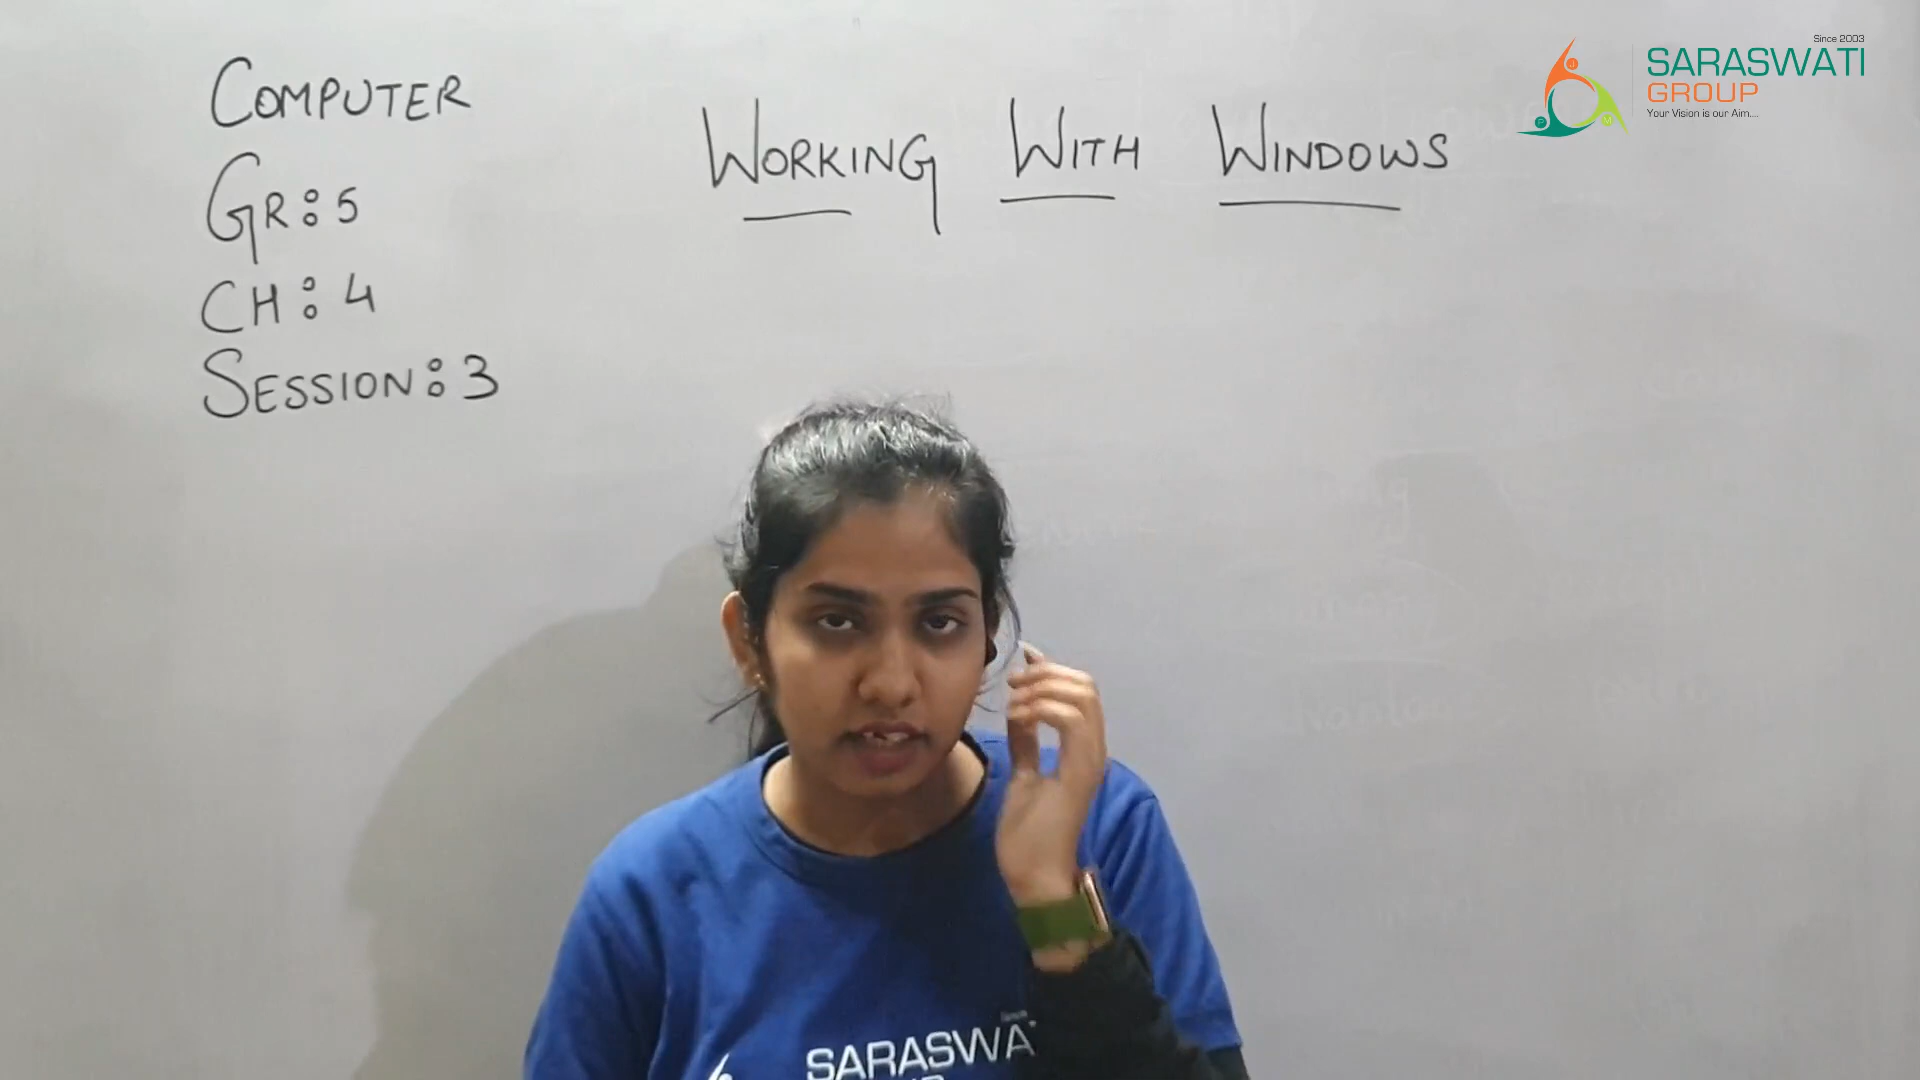 COMPUTER
GR: 5
CH: 4
SESSION: 3
WORKING WITH WINDOWS
Since 2003
SARASWATI
GROUP
Your Vision is our Aim....
SARASWA